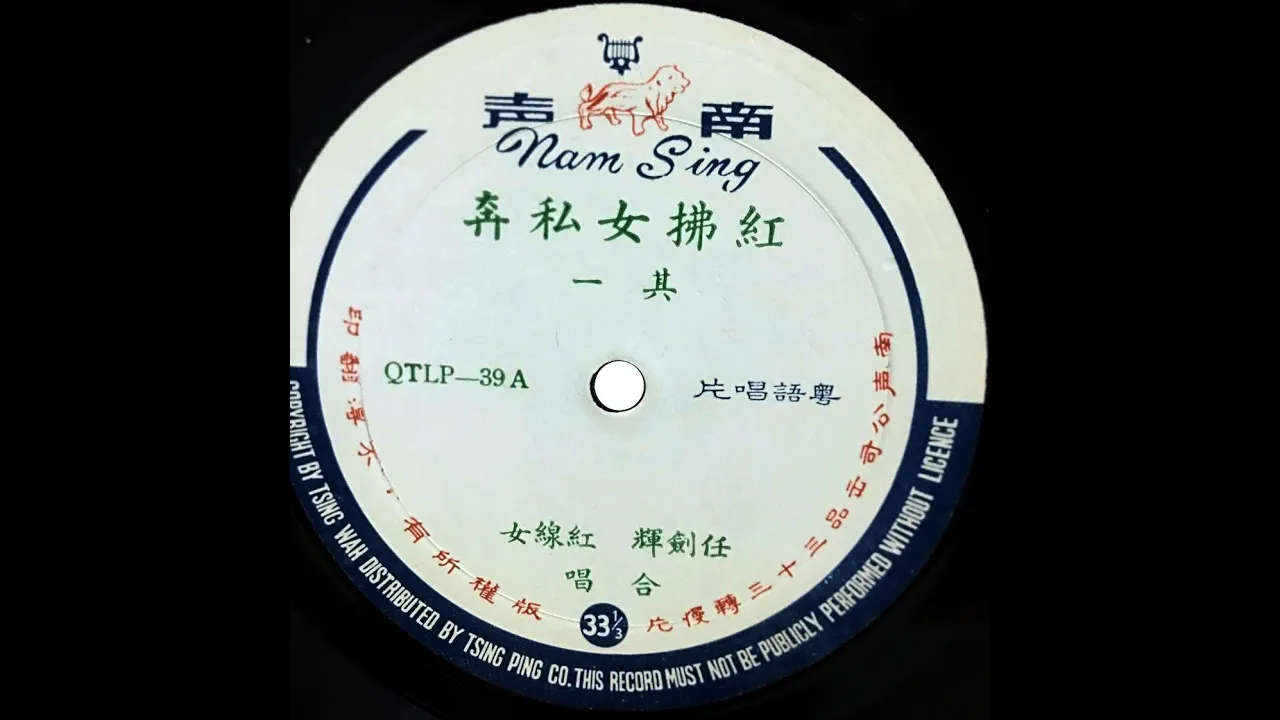 南声
Nam Sing
紅拂女私奔
其一
QTLP—39 A
粵語唱片
任劍輝 紅線女
合唱
33⅓
南声公司出品三十三轉慢片
版權所有，不得翻印
COPYRIGHT BY TSING WAH DISTRIBUTED BY TSING PING CO. THIS RECORD MUST NOT BE PUBLICLY PERFORMED WITHOUT LICENCE